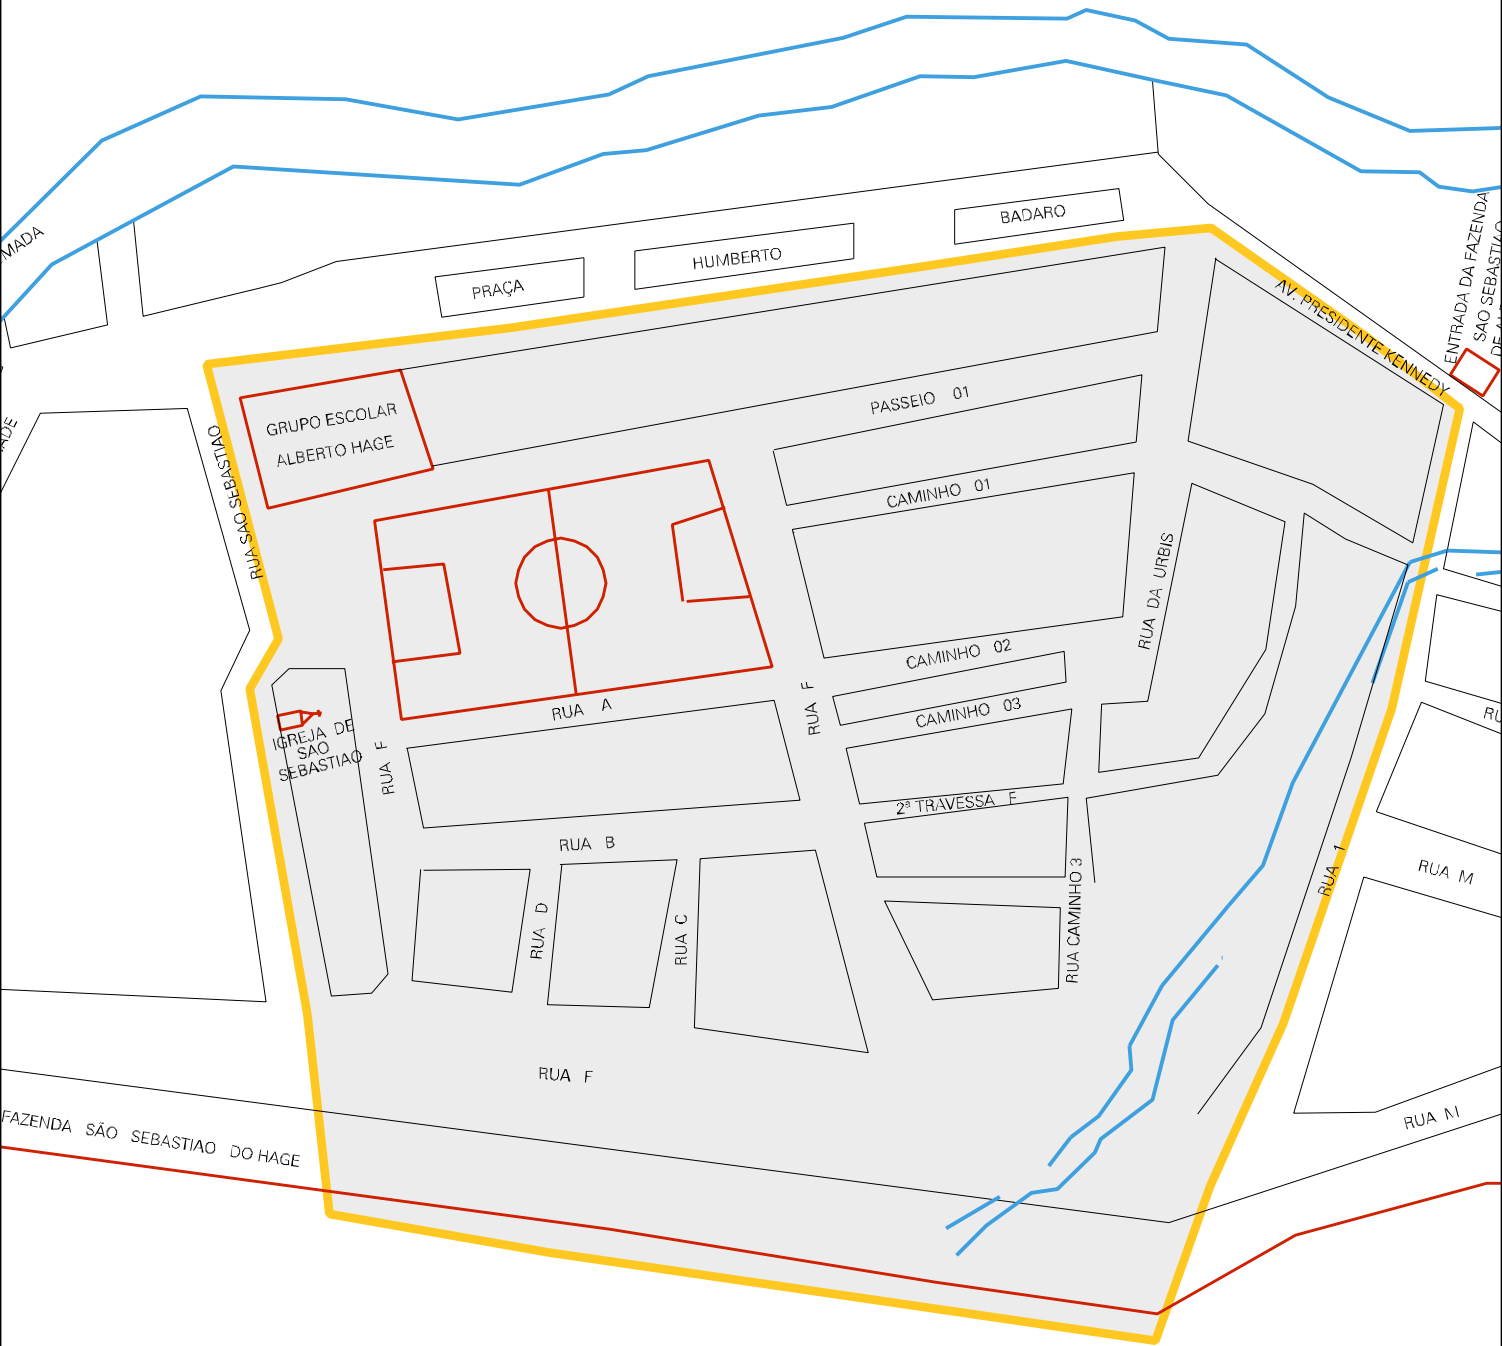 BADARO
HUMBERTO
PRAÇA
MADA
ENTRADA DA FAZENDA
SAO SEBASTIAO
AV. PRESIDENTE KENNEDY
GRUPO ESCOLAR
ALBERTO HAGE
PASSEIO 01
RUA SAO SEBASTIAO
CAMINHO 01
RUA DA URBIS
CAMINHO 02
RUA F
CAMINHO 03
RUA A
IGREJA DE
SAO
SEBASTIAO
RUA F
2ª TRAVESSA F
RUA B
RUA D
RUA C
RUA CAMINHO 3
RUA 1
RUA M
RUA F
RUA M
FAZENDA SÃO SEBASTIAO DO HAGE